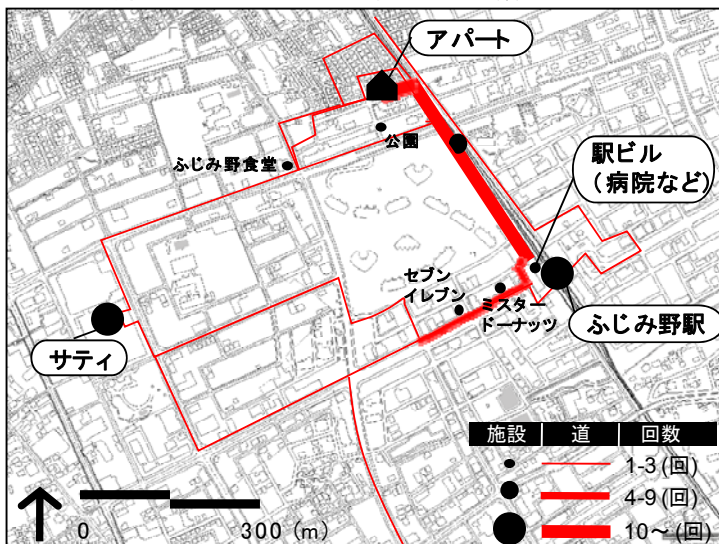 アパート
公園
ふじみ野食堂
駅ビル
(病院など)
セブン
イレブン
ミスター
ドーナッツ
ふじみ野駅
サティ
施設 道 回数
1-3(回)
4-9(回)
10~(回)
0 300(m)